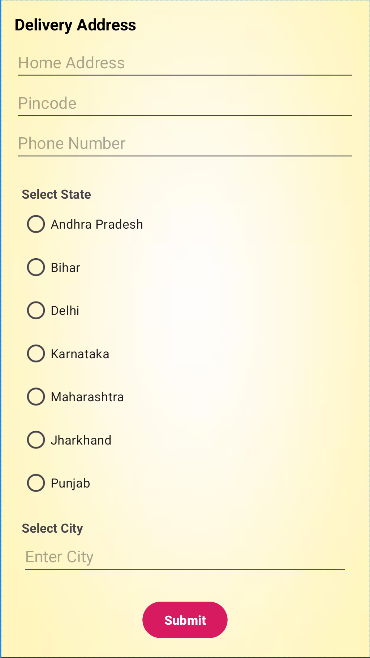 Delivery Address
Home Address
Pincode
Phone Number
Select State
Andhra Pradesh
Bihar
Delhi
Karnataka
Maharashtra
Jharkhand
Punjab
Select City
Enter City
Submit